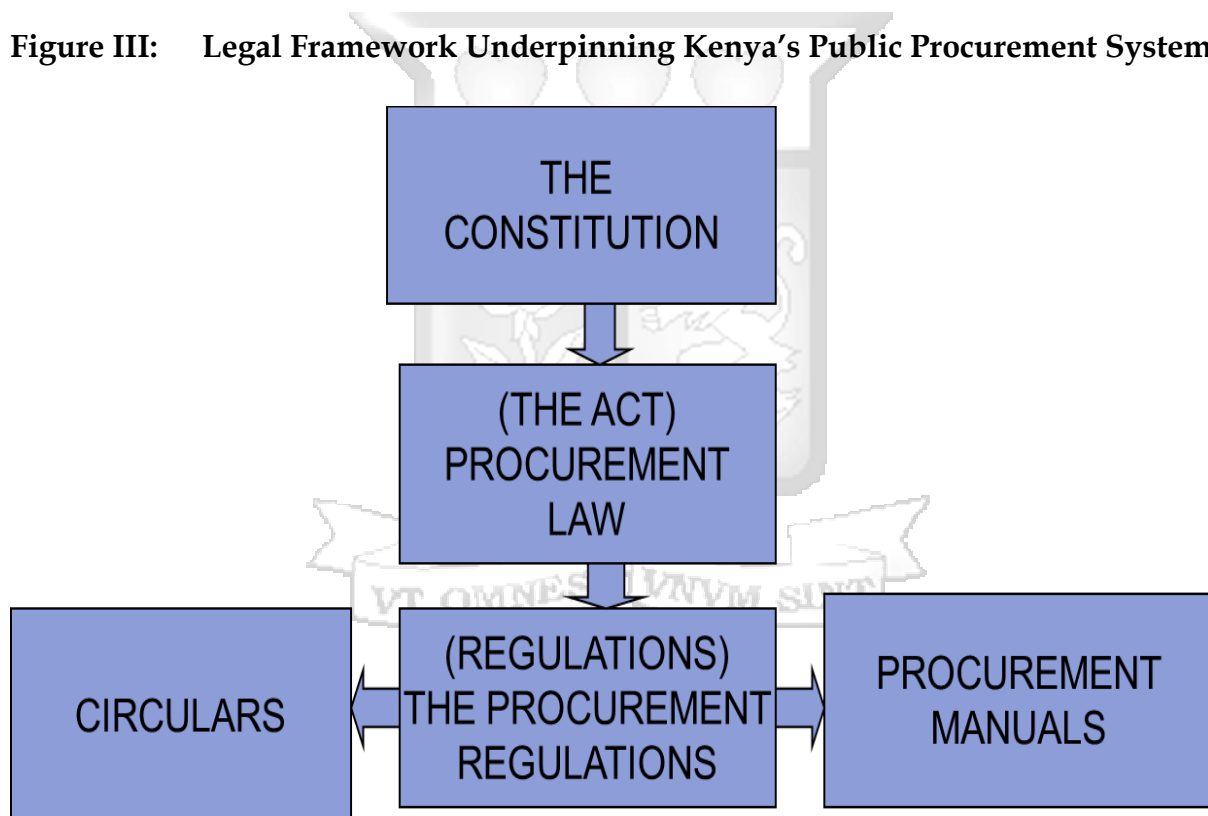 Figure III: Legal Framework Underpinning Kenya's Public Procurement System
THE
CONSTITUTION
(THE ACT)
PROCUREMENT
LAW
VT OMNES VNVM SINT
CIRCULARS
(REGULATIONS)
THE PROCUREMENT
REGULATIONS
PROCUREMENT
MANUALS